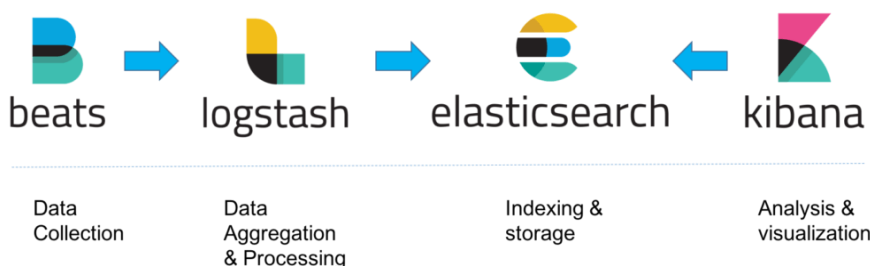 beats
logstash
elasticsearch
kibana
Data
Collection
Data
Aggregation
& Processing
Indexing &
storage
Analysis &
visualization